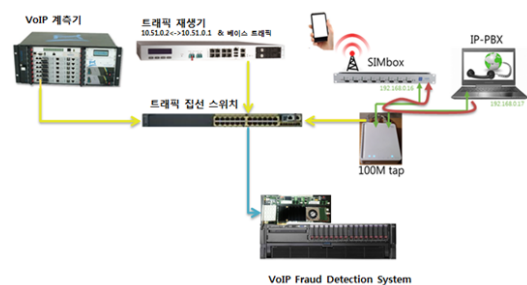 VoIP 계측기
트래픽 재생기
10.51.0.2<->10.51.0.1 & 베이스 트래픽
SIMbox
IP-PBX
192.168.0.16
192.168.0.17
트래픽 집선 스위치
100M tap
VoIP Fraud Detection System